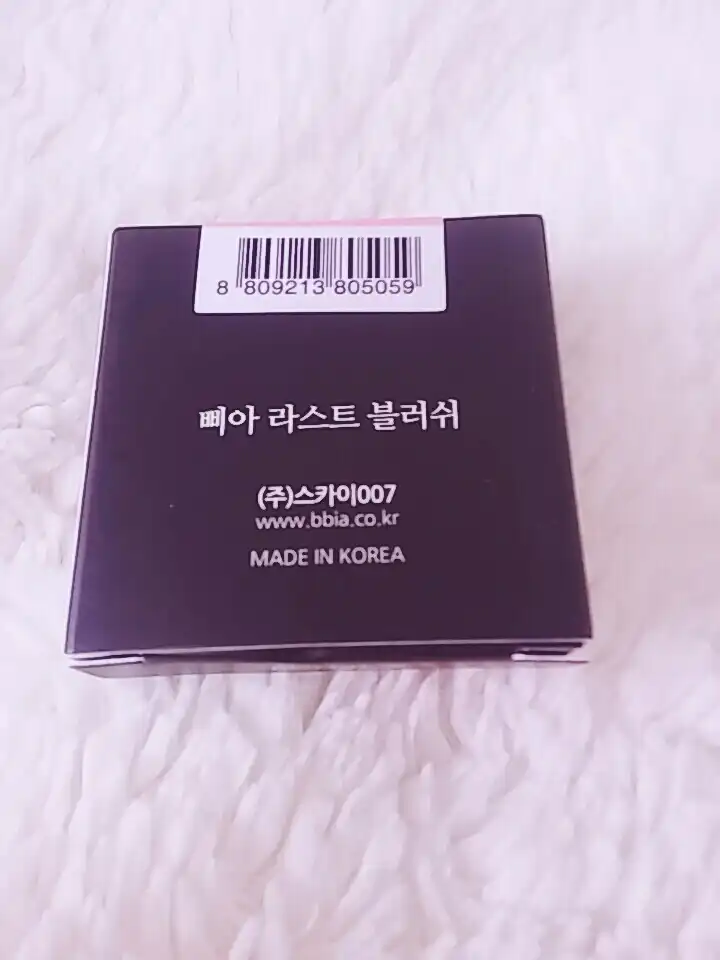 8 809213 805059
삐아 라스트 블러쉬
(주)스카이007
www.bbia.co.kr
MADE IN KOREA